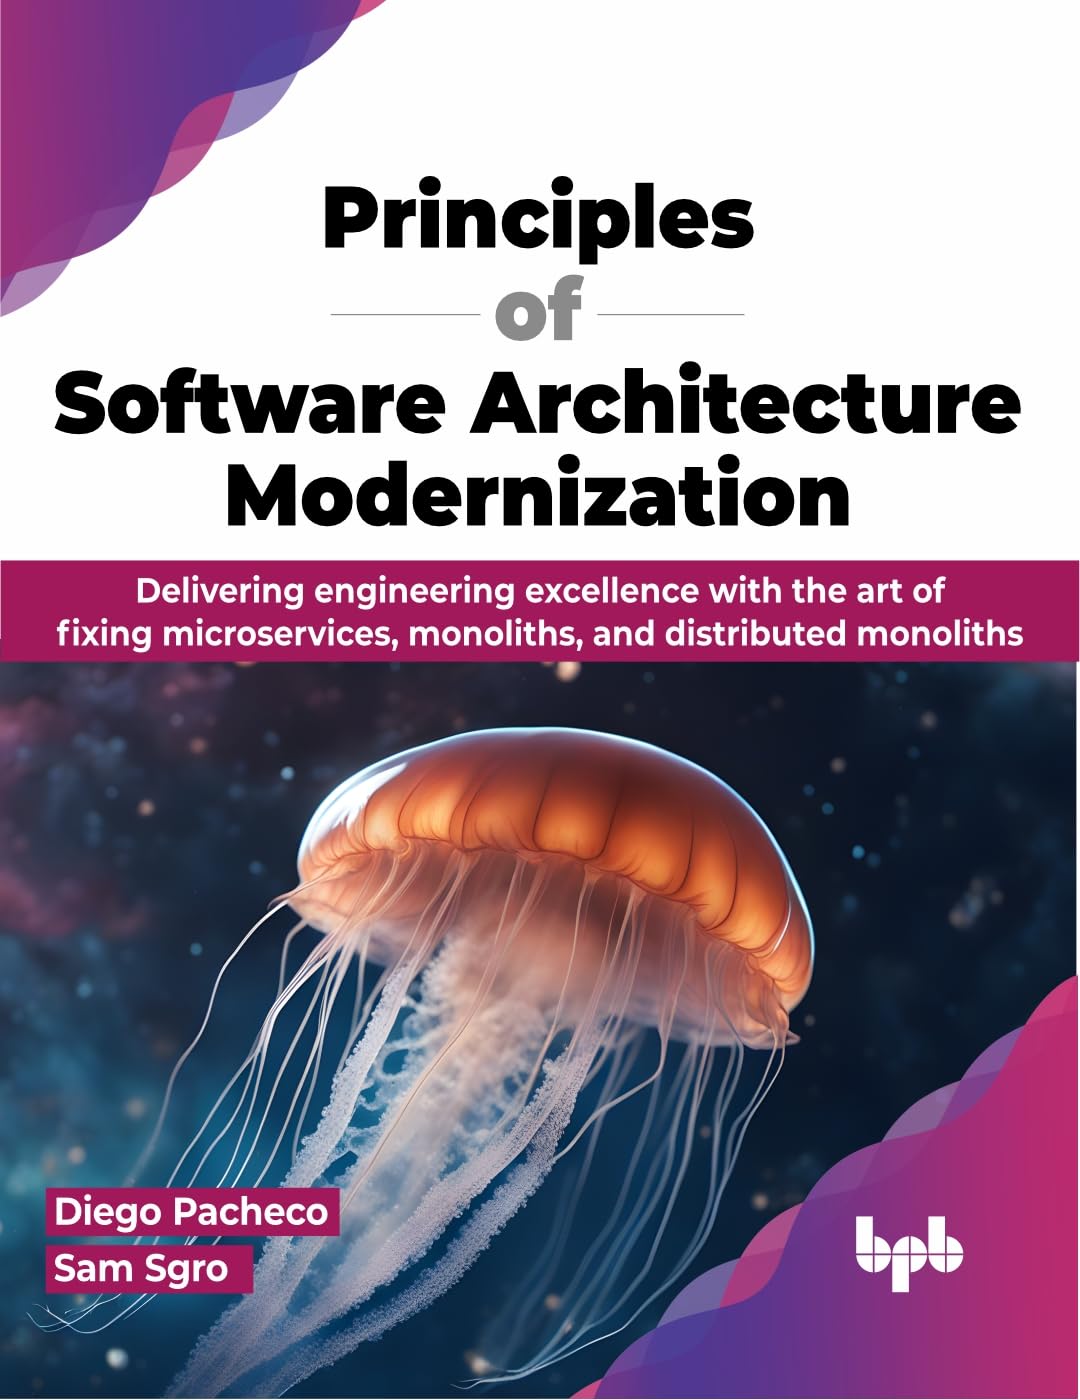 Principles
of
Software Architecture
Modernization
Delivering engineering excellence with the art of
fixing microservices, monoliths, and distributed monoliths
Diego Pacheco
Sam Sgro
bpb